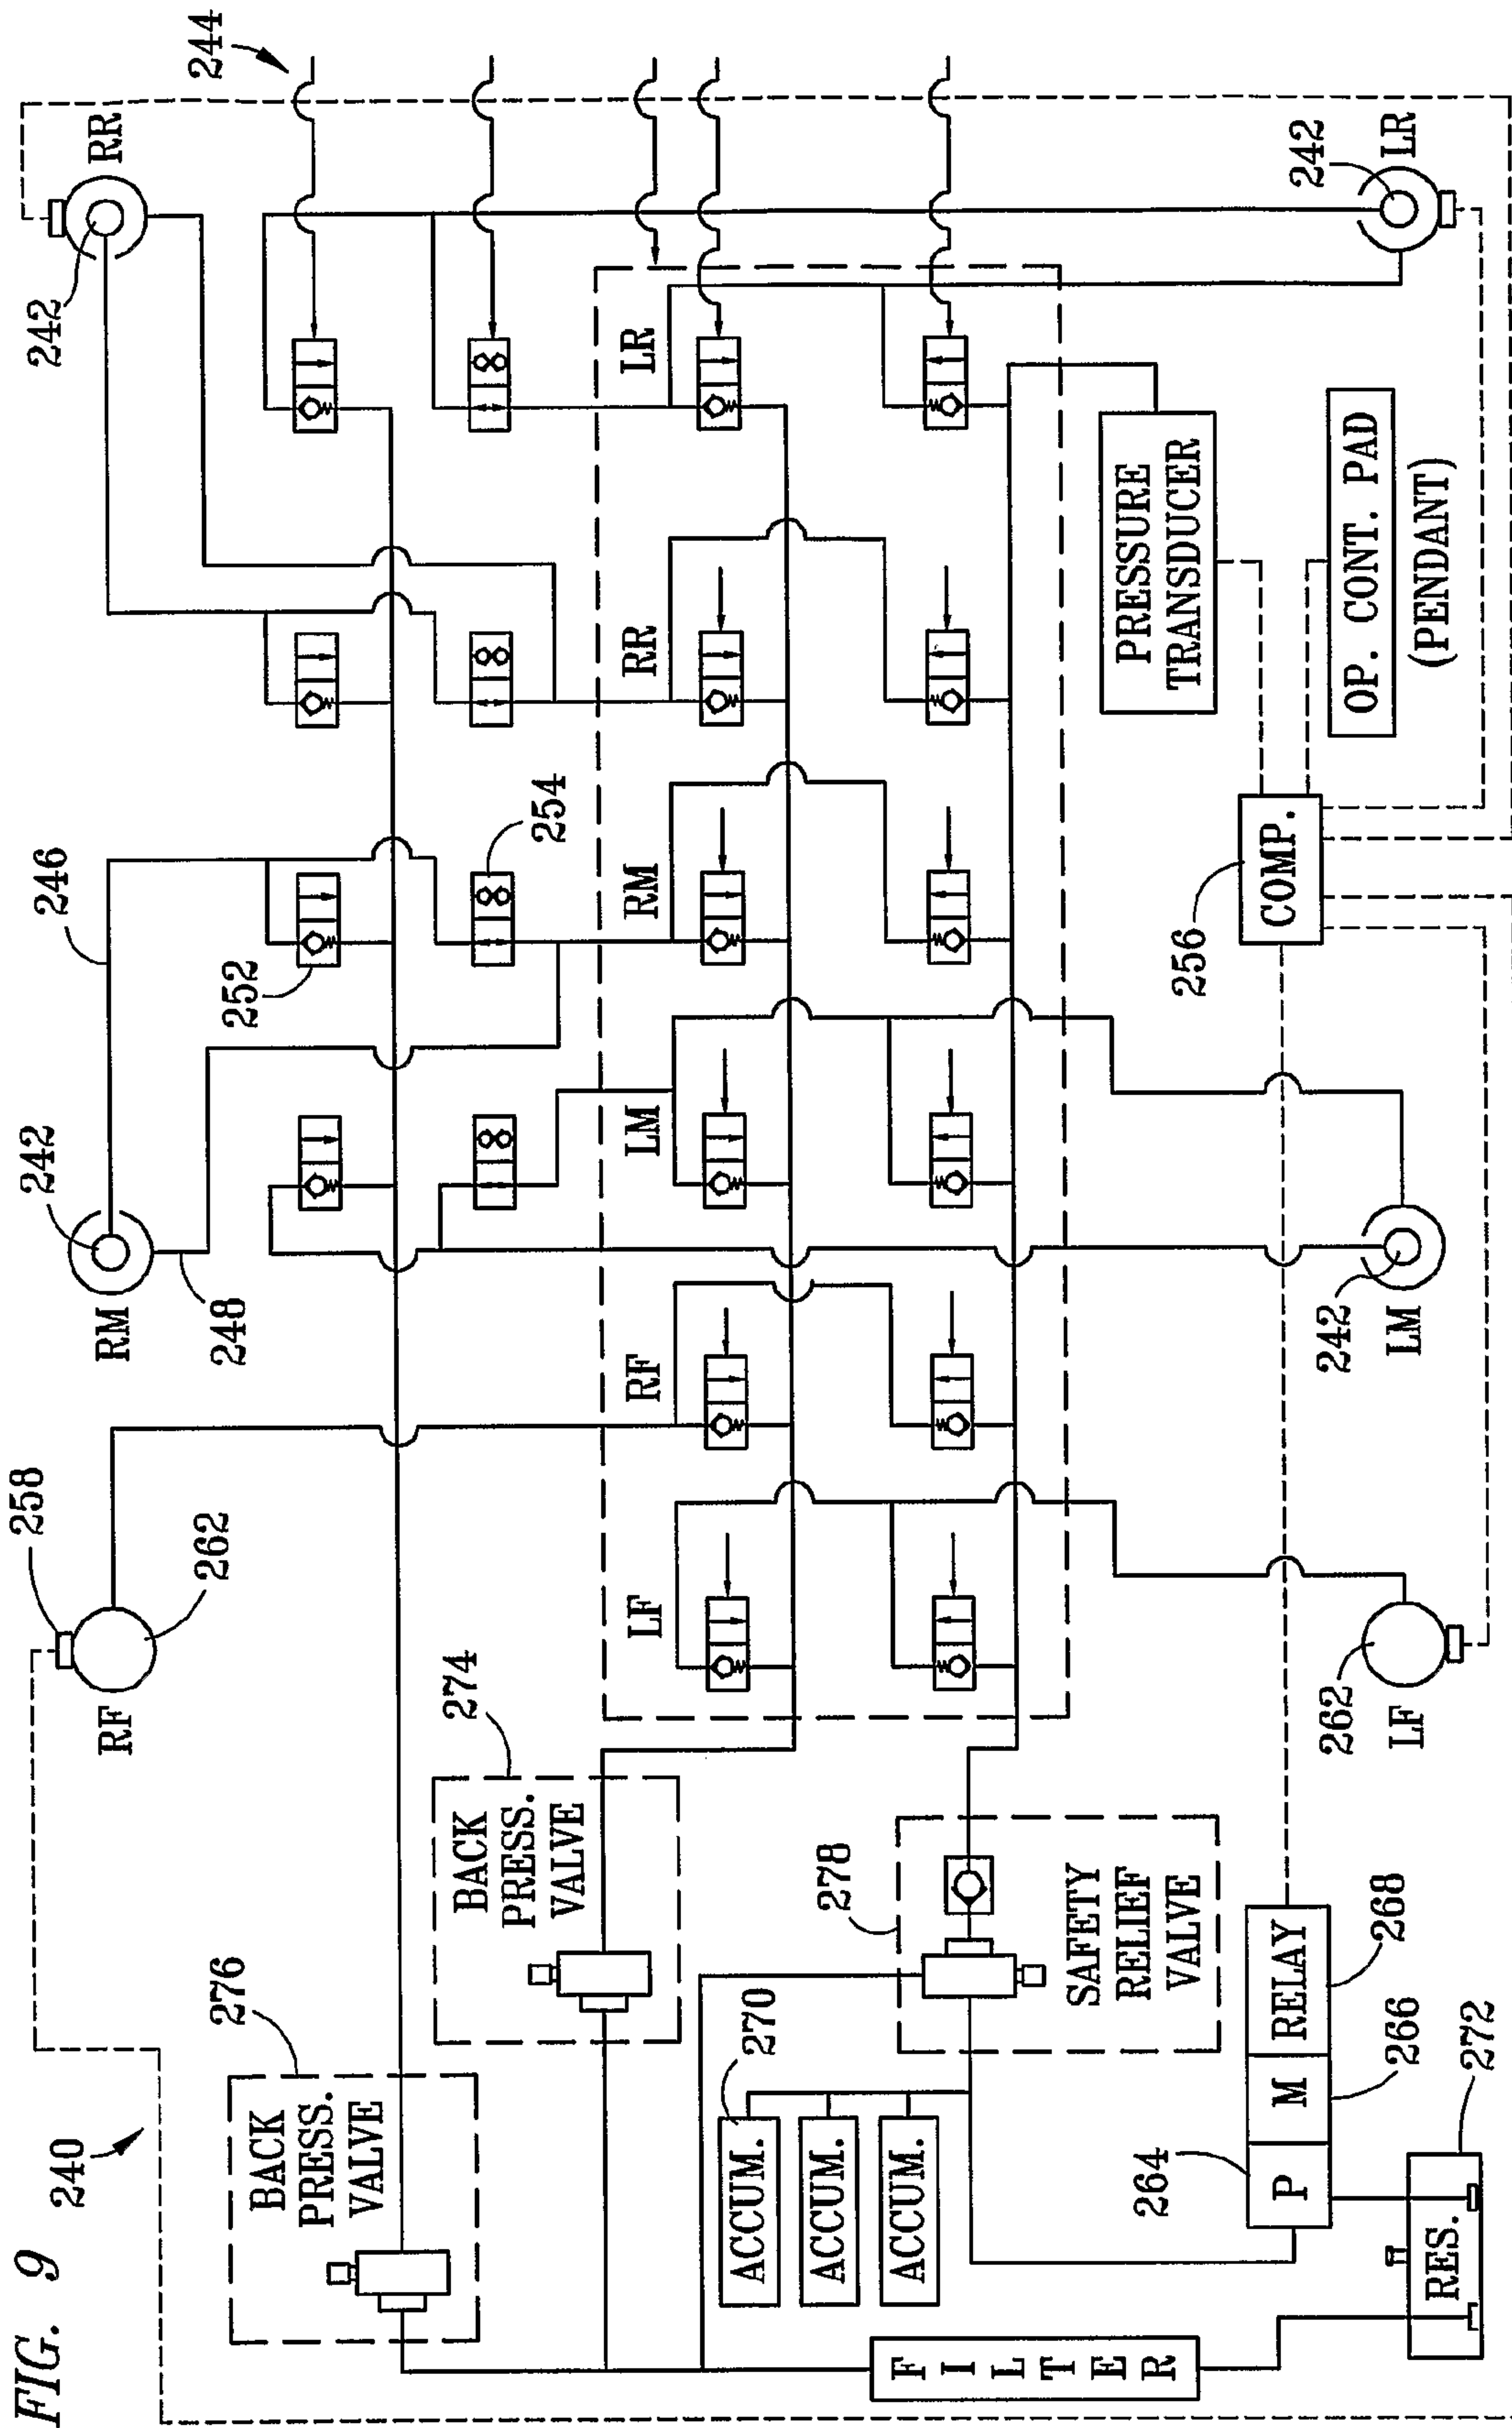 FIG. 9
240
276
BACK
PRESS.
VALVE
274
BACK
PRESS.
VALVE
RF
258
262
RM
242
246
248
252
254
242
RR
244
LF
RF
LM
RM
RR
LR
278
SAFETY
RELIEF
VALVE
270
ACCUM.
ACCUM.
ACCUM.
FILTER
264
P
M
RELAY
266
268
RES.
272
262
LF
242
LM
256
COMP.
PRESSURE
TRANSDUCER
OP. CONT. PAD
(PENDANT)
242
LR